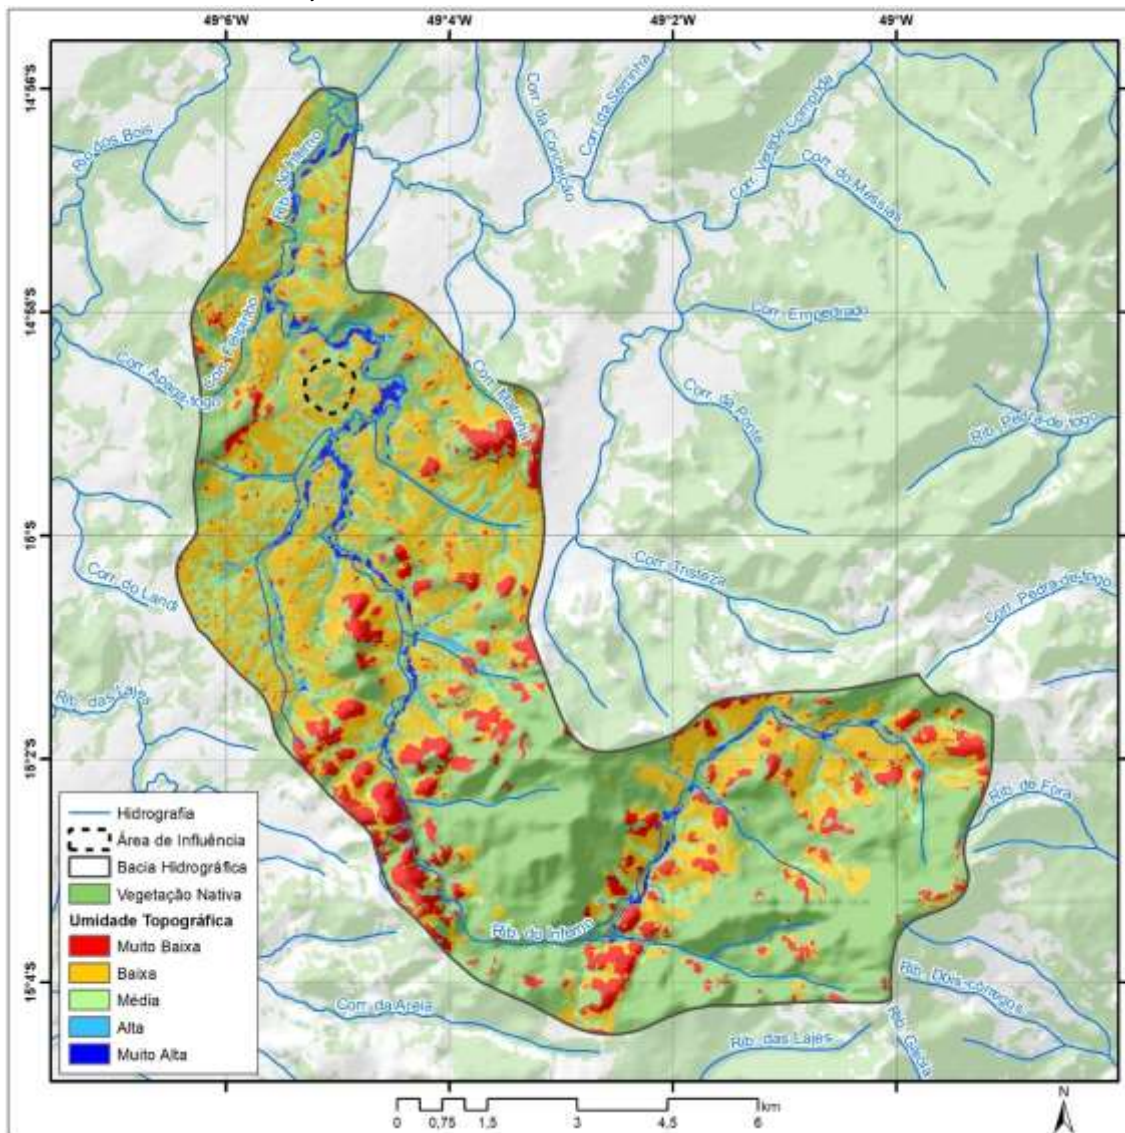 49°6'W 49°4'W 49°2'W 49°W
14°56'S
14°58'S
15°S
15°2'S
15°4'S
Rib. dos Bois
Rib. do Inferno
Corr. da Conceição
Corr. da Serrinha
Corr. Vereda Comprida
Corr. do Messias
Corr. Empedrado
Corr. Apaga-fogo
Corr. Matinha
Corr. da Ponte
Rib. Pedra-de-fogo
Corr. do Landi
Corr. Tristeza
Corr. Pedra-de-fogo
Rib. das Lajes
Rib. de Fora
Rib. do Inferno
Corr. da Areia
Rib. Dois-córregos
Rib. das Lajes
Hidrografia
Área de Influência
Bacia Hidrográfica
Vegetação Nativa
Umidade Topográfica
Muito Baixa
Baixa
Média
Alta
Muito Alta
0 0,75 1,5 3 4,5 6 km
N